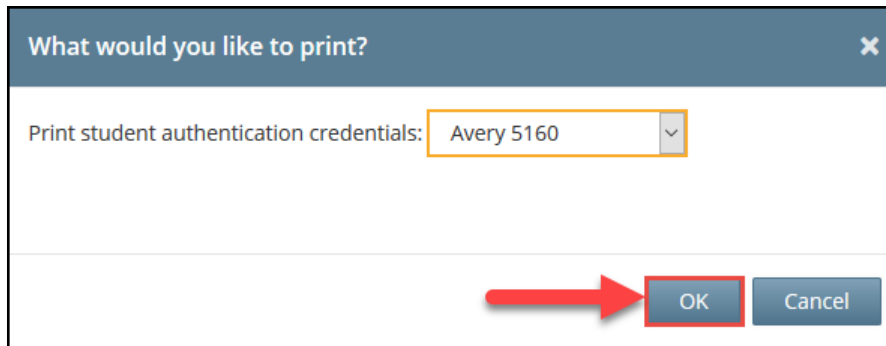 What would you like to print?
Print student authentication credentials: Avery 5160
OK Cancel